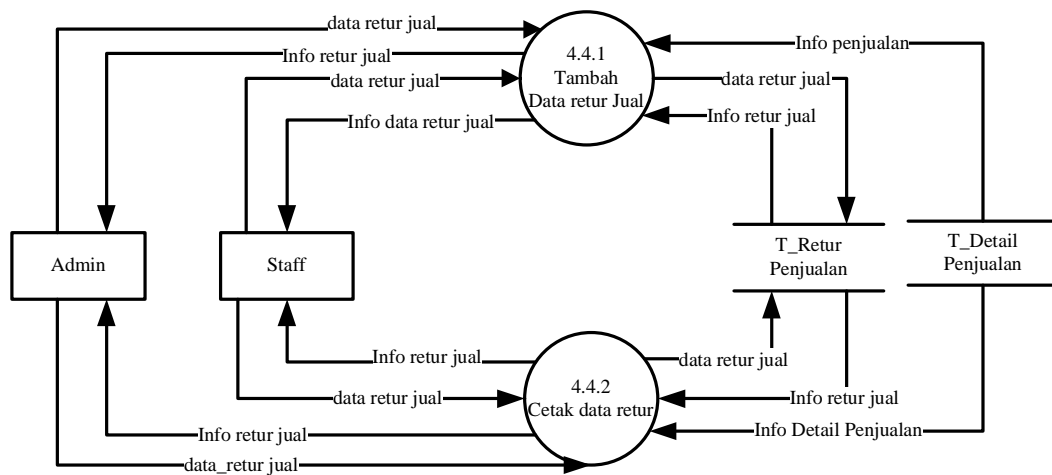 data retur jual
Info retur jual
data retur jual
Info data retur jual
4.4.1
Tambah
Data retur Jual
Info penjualan
data retur jual
Info retur jual
Admin
Staff
T_Retur
Penjualan
T_Detail
Penjualan
Info retur jual
data retur jual
Info retur jual
data_retur jual
4.4.2
Cetak data retur
data retur jual
Info retur jual
Info Detail Penjualan